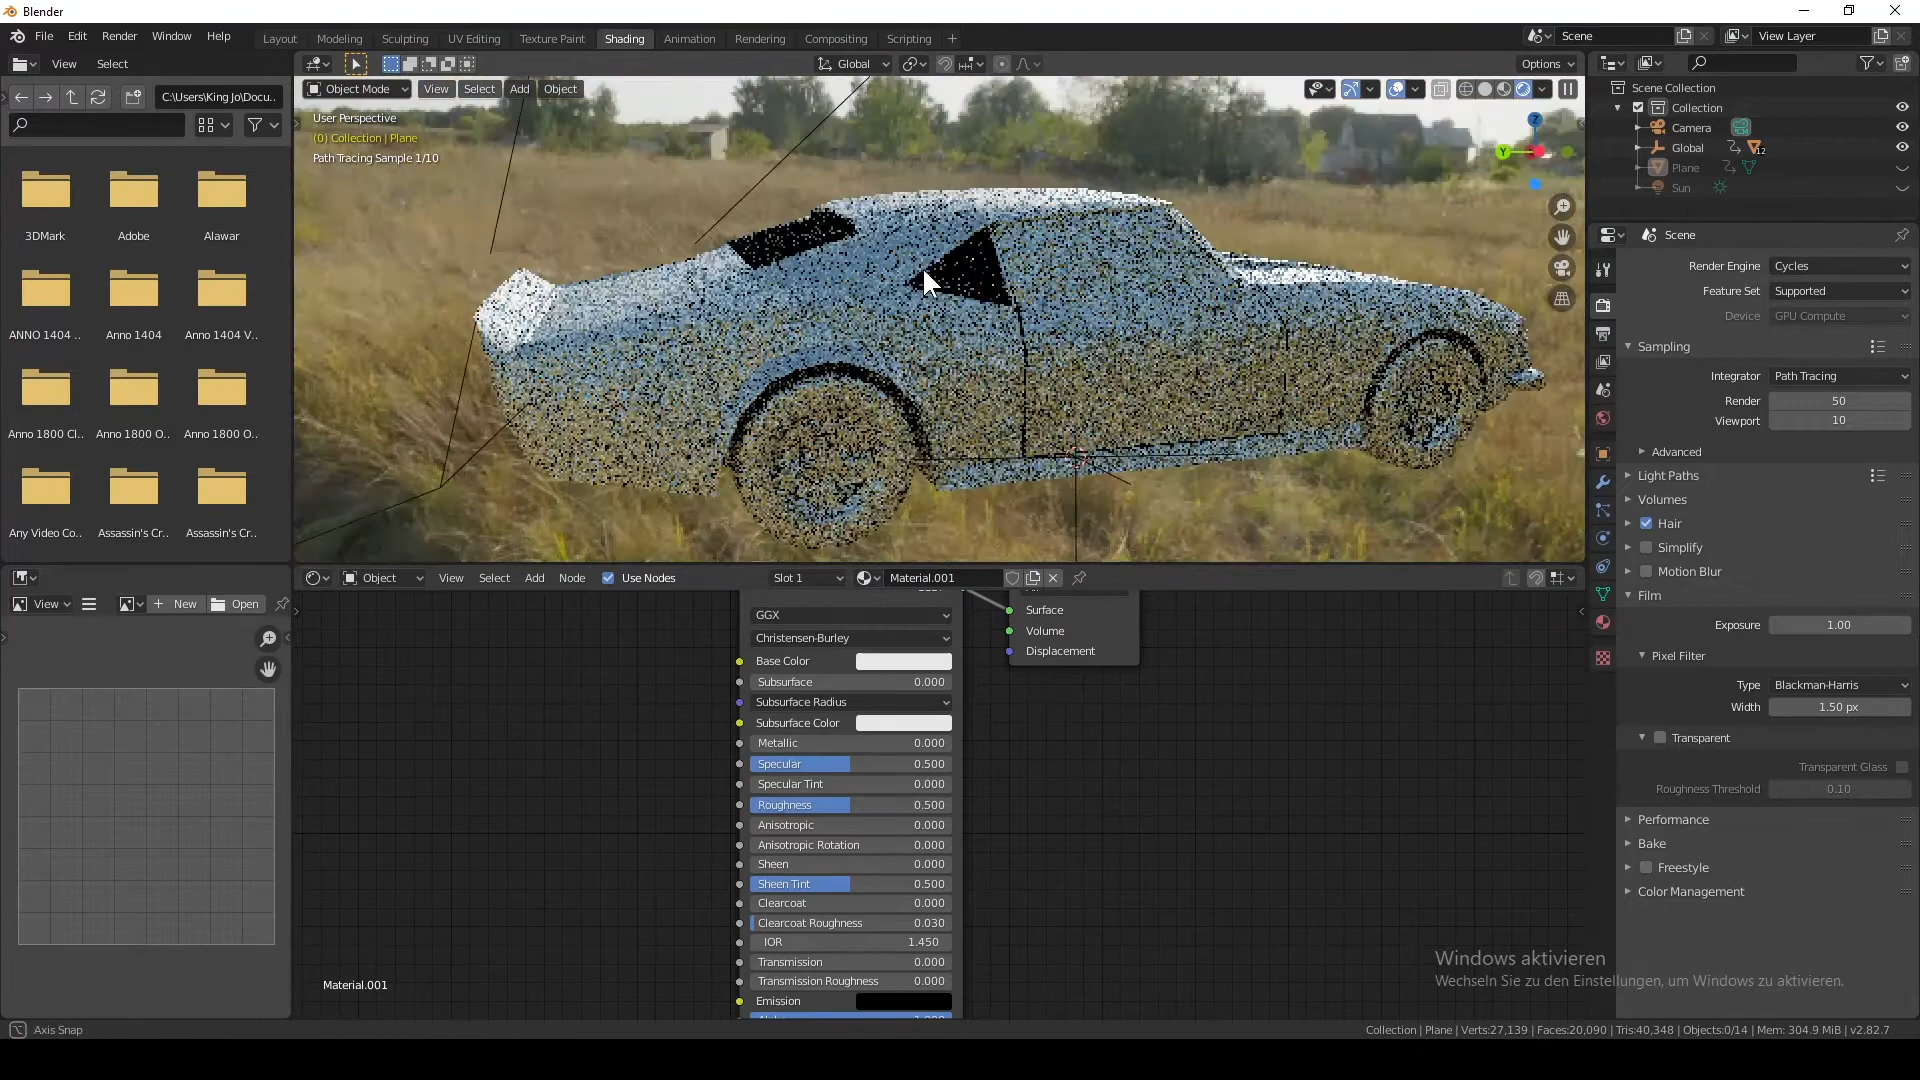 Blender
File Edit Render Window Help
Layout Modeling Sculpting UV Editing Texture Paint Shading Animation Rendering Compositing Scripting
Scene
View Layer
View Select
Global
Options
C:\Users\King Jo\Docu..
Object Mode View Select Add Object
User Perspective
(0) Collection | Plane
Path Tracing Sample 1/10
Z
Y
3DMark Adobe Alawar
ANNO 1404 .. Anno 1404 Anno 1404 V..
Anno 1800 Cl.. Anno 1800 O.. Anno 1800 O..
Any Video Co.. Assassin's Cr.. Assassin's Cr..
Scene Collection
Collection
Camera
Global 12
Plane
Sun
Scene
Render Engine Cycles
Feature Set Supported
Device GPU Compute
Sampling
Integrator Path Tracing
Render 50
Viewport 10
Advanced
Light Paths
Volumes
Hair
Simplify
Motion Blur
Film
Exposure 1.00
Pixel Filter
Type Blackman-Harris
Width 1.50 px
Transparent
Transparent Glass
Roughness Threshold 0.10
Performance
Bake
Freestyle
Color Management
View New Open
Object View Select Add Node Use Nodes Slot 1 Material.001
GGX
Christensen-Burley
Base Color
Subsurface 0.000
Subsurface Radius
Subsurface Color
Metallic 0.000
Specular 0.500
Specular Tint 0.000
Roughness 0.500
Anisotropic 0.000
Anisotropic Rotation 0.000
Sheen 0.000
Sheen Tint 0.500
Clearcoat 0.000
Clearcoat Roughness 0.030
IOR 1.450
Transmission 0.000
Transmission Roughness 0.000
Emission
Surface
Volume
Displacement
Material.001
Windows aktivieren
Wechseln Sie zu den Einstellungen, um Windows zu aktivieren.
Axis Snap
Collection | Plane | Verts:27,139 | Faces:20,090 | Tris:40,348 | Objects:0/14 | Mem: 304.9 MiB | v2.82.7